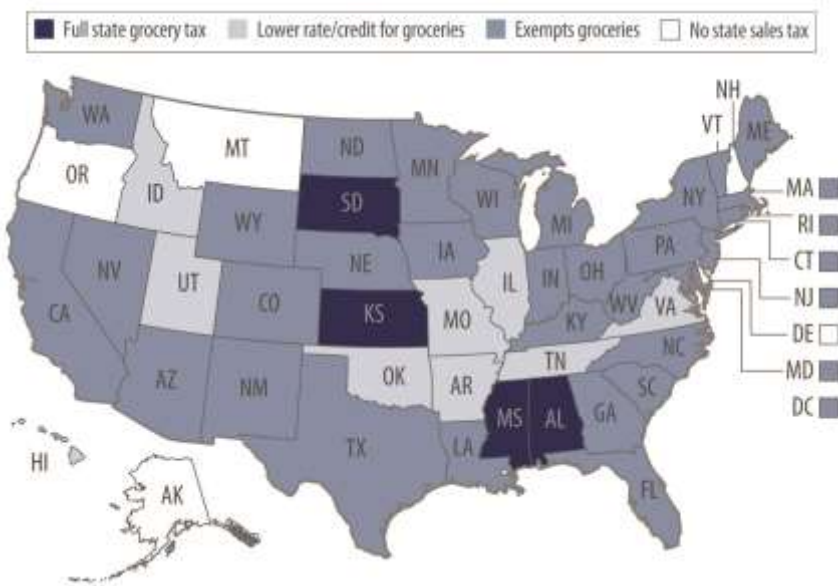 Full state grocery tax Lower rate/credit for groceries Exempts groceries No state sales tax
NH
WA VT ME
MT ND
OR MN MA
ID SD WI NY
WY MI RI
IA PA CT
NE
NV UT IL IN OH NJ
CO WV VA
CA KS MO KY DE
NC
OK TN MD
AZ NM AR SC
MS AL GA DC
TX LA
HI FL
AK